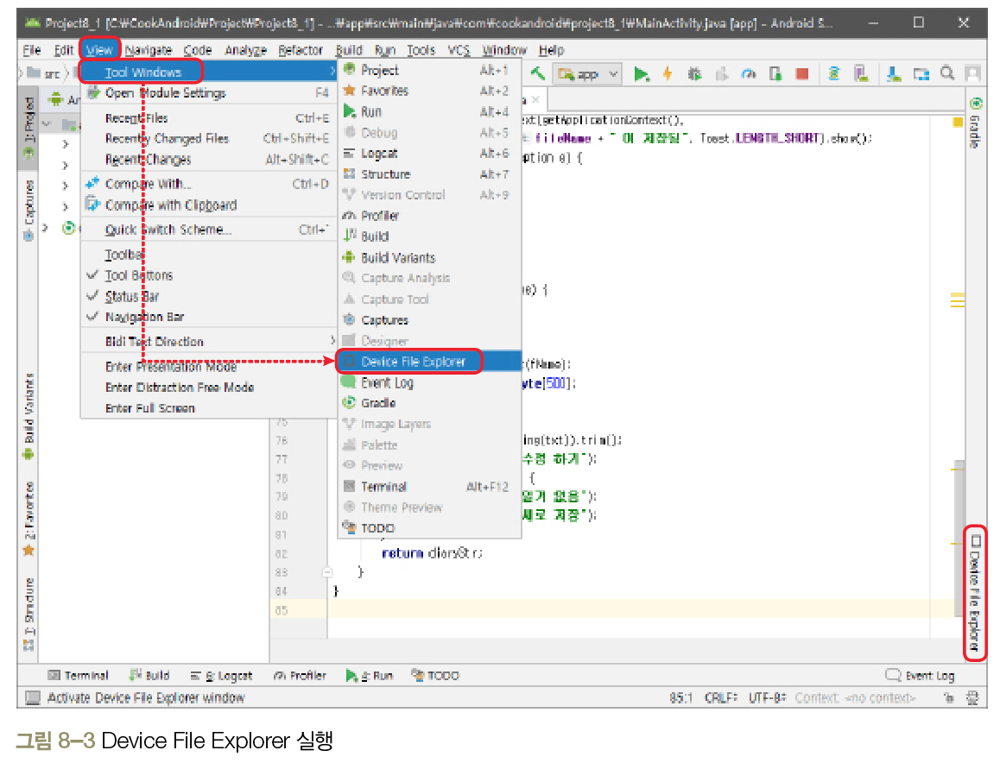 Project8_1 [C:₩CookAndroid₩Project₩Project8_1] - ...₩app₩src₩main₩java₩com₩cookandroid₩project8_1₩MainActivity.java [app] - Android S...
File Edit View Navigate Code Analyze Refactor Build Run Tools VCS Window Help
src
app
Tool Windows
Open Module Settings F4
Recent Files Ctrl+E
Recently Changed Files Ctrl+Shift+E
Recent Changes Alt+Shift+C
Compare With... Ctrl+D
Compare with Clipboard
Quick Switch Scheme... Ctrl+`
Toolbar
Tool Buttons
Status Bar
Navigation Bar
Bidi Text Direction
Enter Presentation Mode
Enter Distraction Free Mode
Enter Full Screen
Project Alt+1
Favorites Alt+2
Run Alt+4
Debug Alt+5
Logcat Alt+6
Structure Alt+7
Version Control Alt+9
Profiler
Build
Build Variants
Capture Analysis
Capture Tool
Captures
Designer
Device File Explorer
Event Log
Gradle
Image Layers
Palette
Preview
Terminal Alt+F12
Theme Preview
TODO
1: Project
Captures
Build Variants
2: Favorites
7: Structure
ext(getApplicationContext(),
: fileName + " 이 저장됨", Toast.LENGTH_SHORT).show();
ption e) {
e) {
(fName);
yte[500];
75
76 ing(txt)).trim();
77 수정 하기");
78 {
79 일기 없음");
80 새로 저장");
81 }
82 return diaryStr;
83 }
84 }
85
Gradle
Device File Explorer
Terminal Build 6: Logcat Profiler 4: Run TODO Event Log
Activate Device File Explorer window 85:1 CRLF UTF-8 Context: <no context>
그림 8-3 Device File Explorer 실행